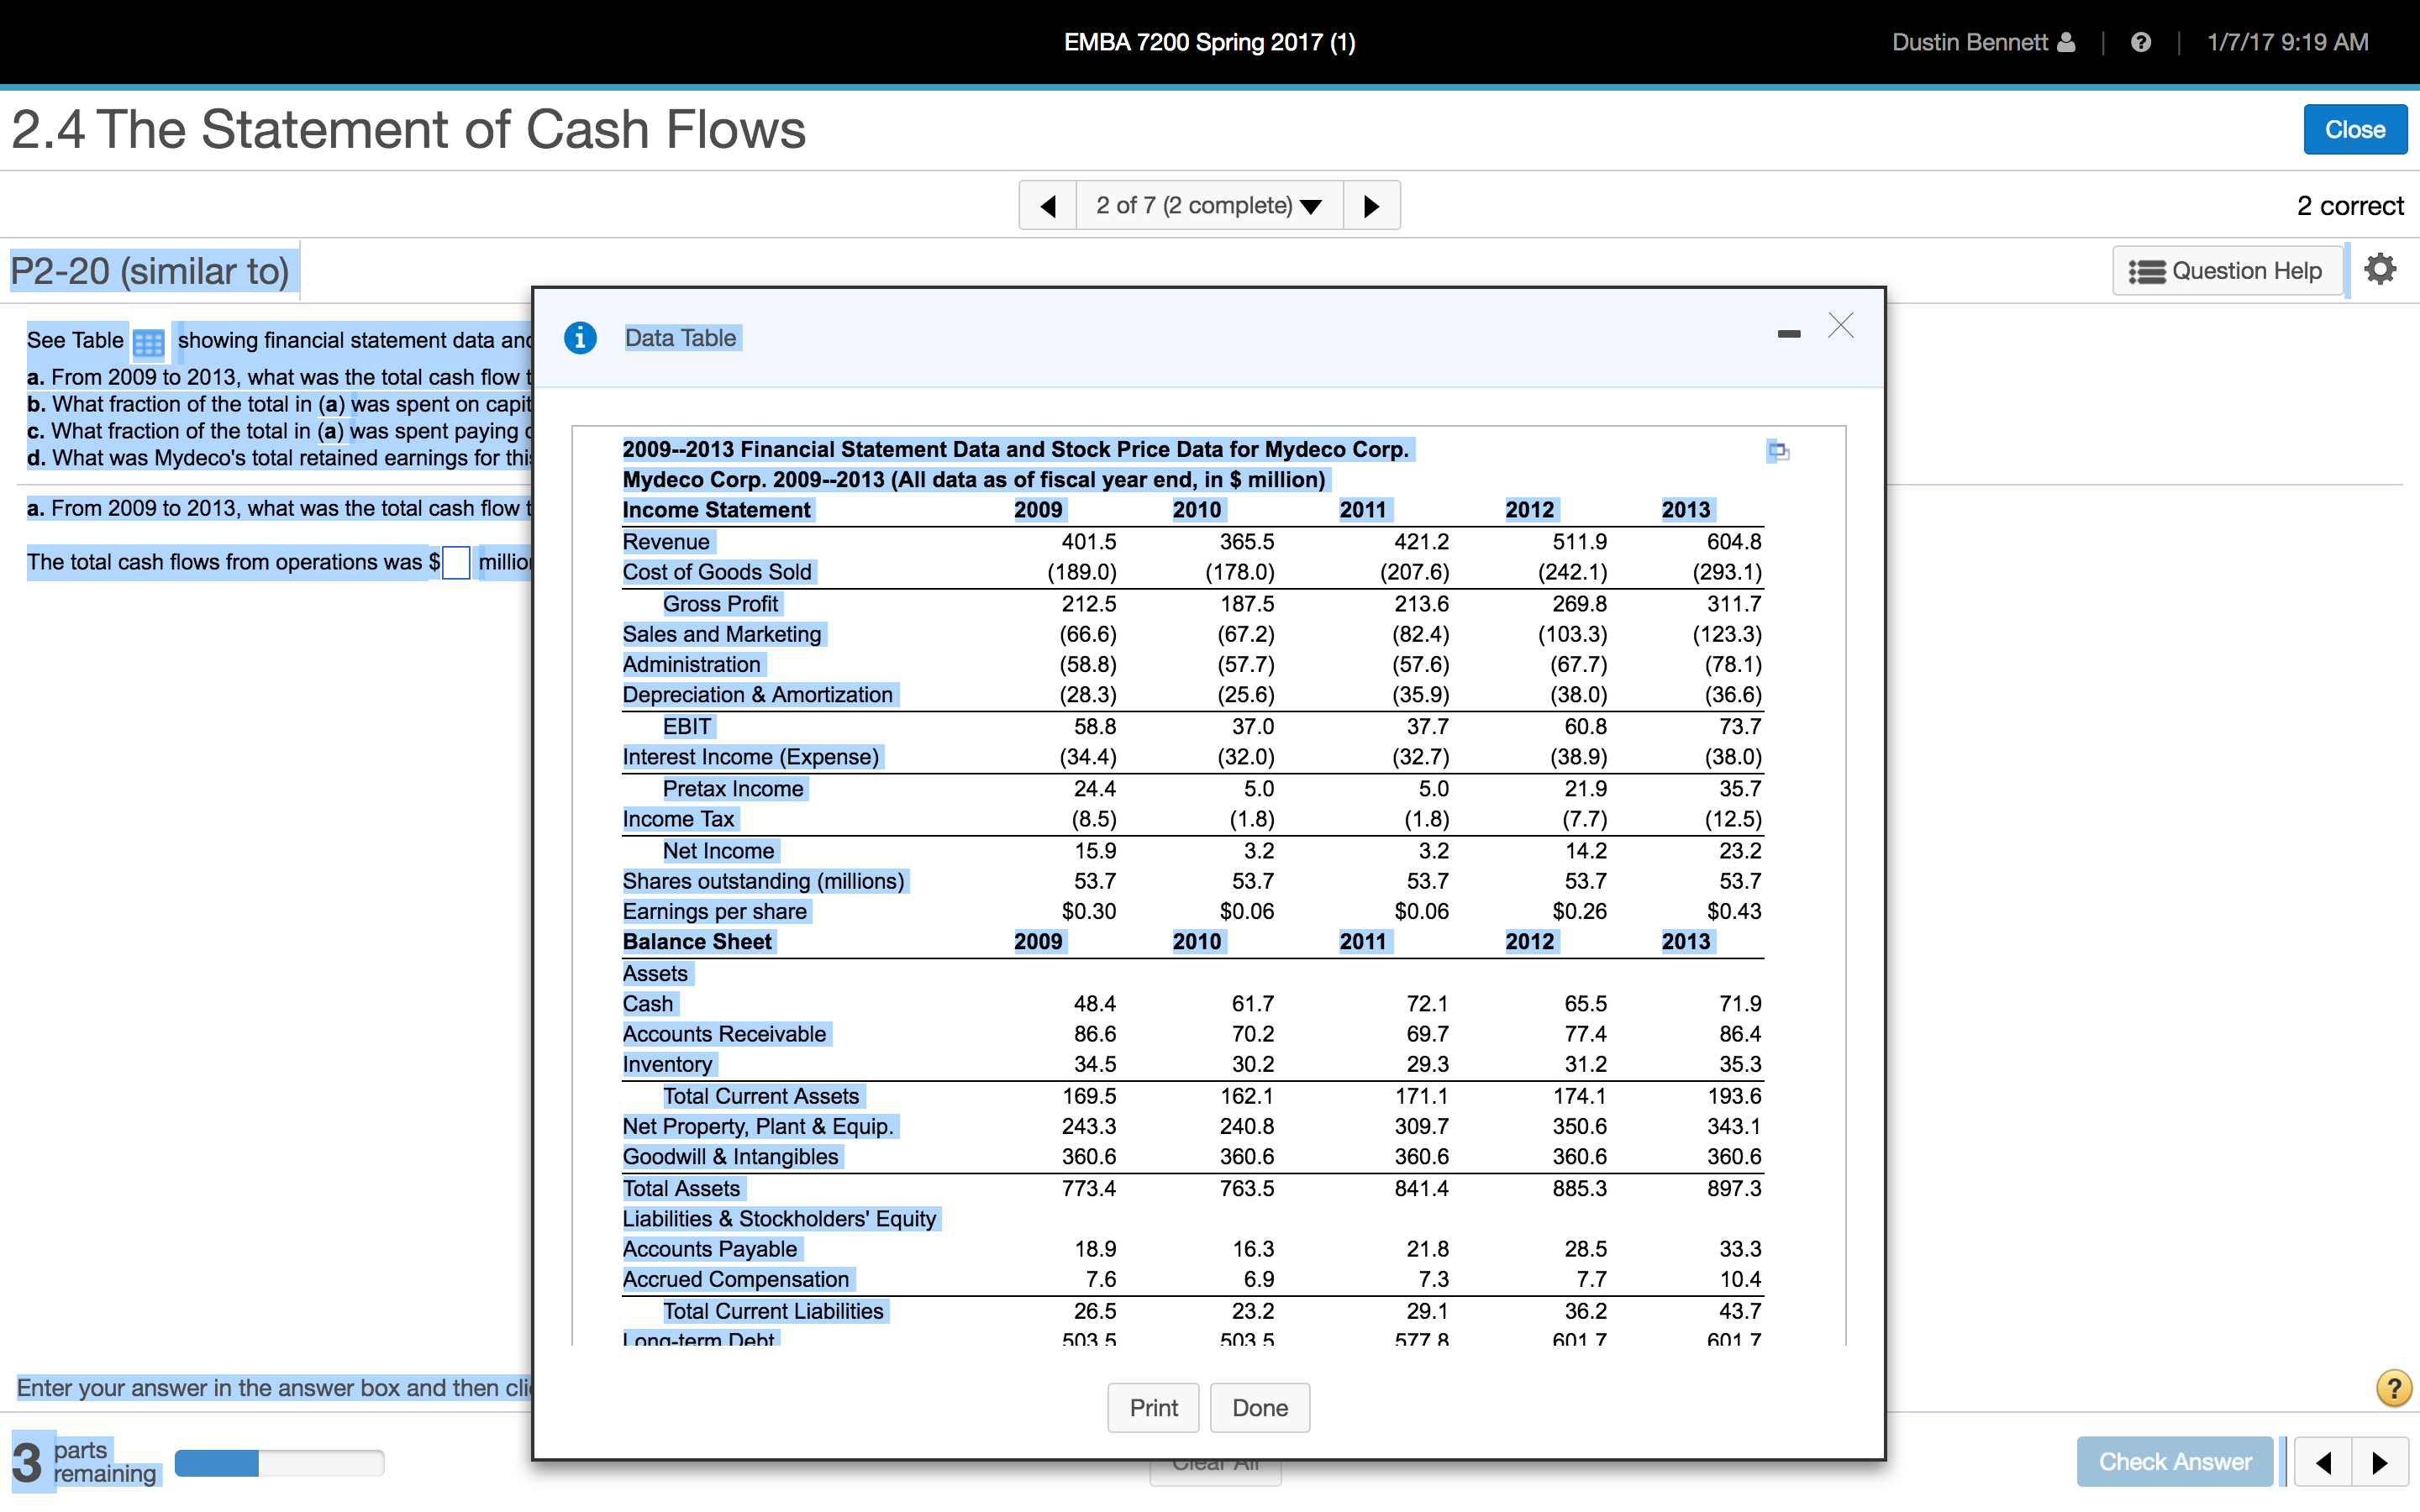 EMBA 7200 Spring 2017 (1)
Dustin Bennett
1/7/17 9:19 AM
2.4 The Statement of Cash Flows
Close
2 of 7 (2 complete)
2 correct
P2-20 (similar to)
Question Help
See Table showing financial statement data and
a. From 2009 to 2013, what was the total cash flow
b. What fraction of the total in (a) was spent on
c. What fraction of the total in (a) was spent paying
d. What was Mydeco's total retained earnings for
a. From 2009 to 2013, what was the total cash flow
The total cash flows from operations was $ million
Data Table
2009--2013 Financial Statement Data and Stock Price Data for Mydeco Corp.
Mydeco Corp. 2009--2013 (All data as of fiscal year end, in $ million)
Income Statement 2009 2010 2011 2012 2013
Revenue 401.5 365.5 421.2 511.9 604.8
Cost of Goods Sold (189.0) (178.0) (207.6) (242.1) (293.1)
Gross Profit 212.5 187.5 213.6 269.8 311.7
Sales and Marketing (66.6) (67.2) (82.4) (103.3) (123.3)
Administration (58.8) (57.7) (57.6) (67.7) (78.1)
Depreciation & Amortization (28.3) (25.6) (35.9) (38.0) (36.6)
EBIT 58.8 37.0 37.7 60.8 73.7
Interest Income (Expense) (34.4) (32.0) (32.7) (38.9) (38.0)
Pretax Income 24.4 5.0 5.0 21.9 35.7
Income Tax (8.5) (1.8) (1.8) (7.7) (12.5)
Net Income 15.9 3.2 3.2 14.2 23.2
Shares outstanding (millions) 53.7 53.7 53.7 53.7 53.7
Earnings per share $0.30 $0.06 $0.06 $0.26 $0.43
Balance Sheet 2009 2010 2011 2012 2013
Assets
Cash 48.4 61.7 72.1 65.5 71.9
Accounts Receivable 86.6 70.2 69.7 77.4 86.4
Inventory 34.5 30.2 29.3 31.2 35.3
Total Current Assets 169.5 162.1 171.1 174.1 193.6
Net Property, Plant & Equip. 243.3 240.8 309.7 350.6 343.1
Goodwill & Intangibles 360.6 360.6 360.6 360.6 360.6
Total Assets 773.4 763.5 841.4 885.3 897.3
Liabilities & Stockholders' Equity
Accounts Payable 18.9 16.3 21.8 28.5 33.3
Accrued Compensation 7.6 6.9 7.3 7.7 10.4
Total Current Liabilities 26.5 23.2 29.1 36.2 43.7
Long-term Debt 503.5 503.5 577.8 601.7 601.7
Print
Done
Enter your answer in the answer box and then
3 parts
remaining
Clear All
Check Answer